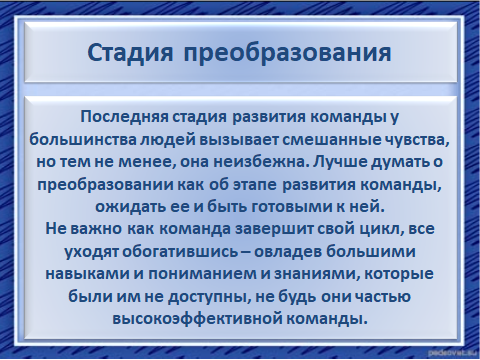 Стадия преобразования
Последняя стадия развития команды у
большинства людей вызывает смешанные чувства,
но тем не менее, она неизбежна. Лучше думать о
преобразовании как об этапе развития команды,
ожидать ее и быть готовыми к ней.
Не важно как команда завершит свой цикл, все
уходят обогатившись – овладев большими
навыками и пониманием и знаниями, которые
были им не доступны, не будь они частью
высокоэффективной команды.
pedsovet.su